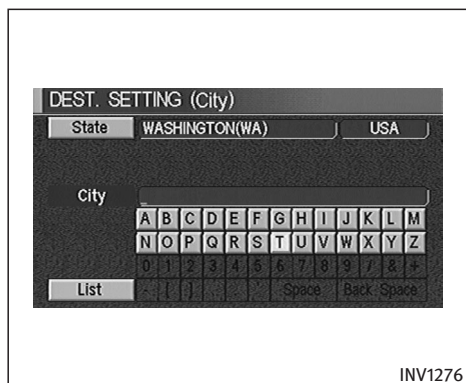 DEST. SETTING (City)
State WASHINGTON(WA) USA
City _
A B C D E F G H I J K L M
N O P Q R S T U V W X Y Z
0 1 2 3 4 5 6 7 8 9 / & +
List - ( ) Space Back Space
INV1276